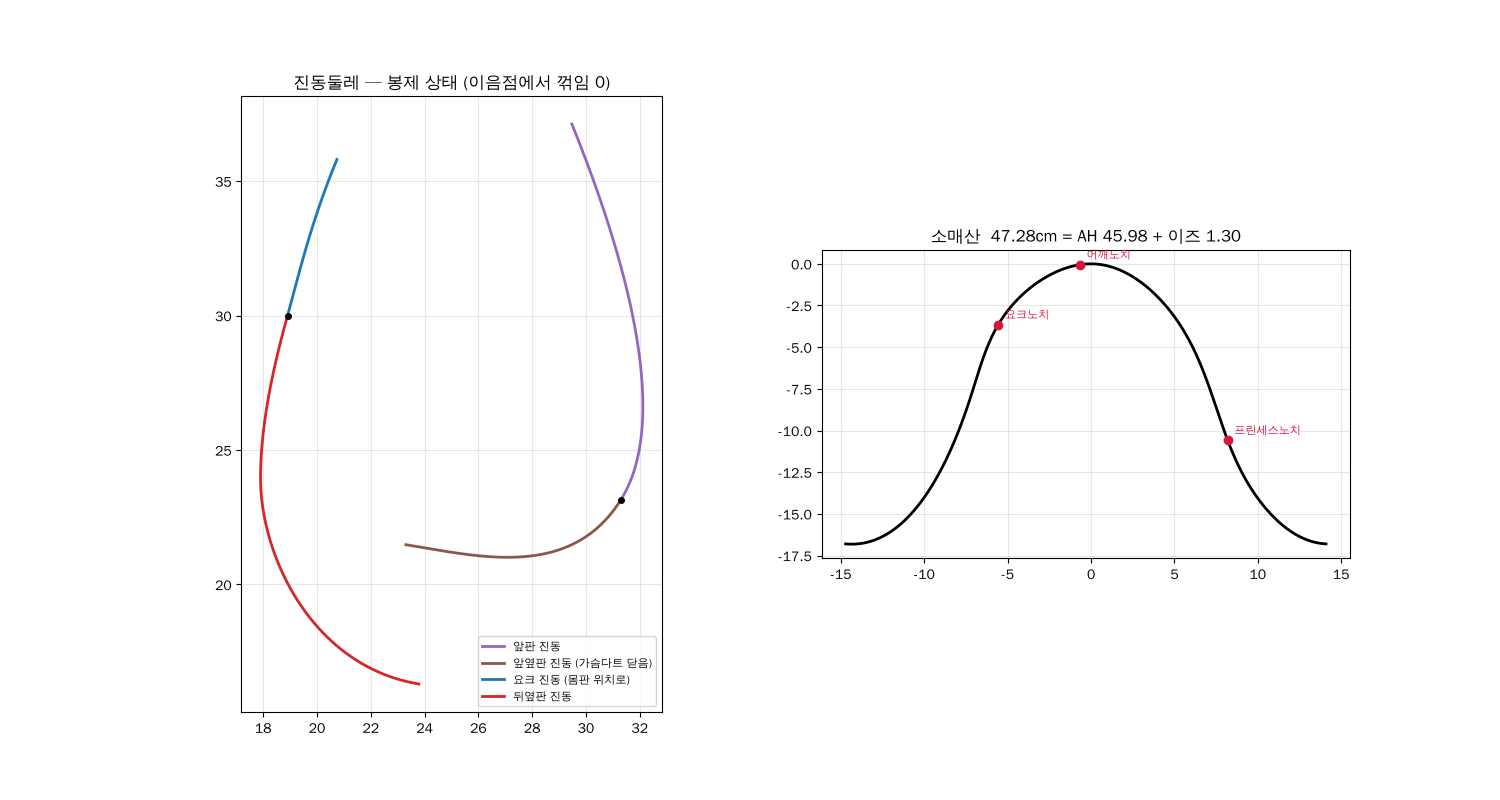 진동둘레 — 봉제 상태 (이음점에서 꺾임 0)
35
30
25
20
18 20 22 24 26 28 30 32
앞판 진동
앞옆판 진동 (가슴다트 닫음)
요크 진동 (몸판 위치로)
뒤옆판 진동
소매산 47.28cm = AH 45.98 + 이즈 1.30
어깨노치
요크노치
프린세스노치
0.0
-2.5
-5.0
-7.5
-10.0
-12.5
-15.0
-17.5
-15 -10 -5 0 5 10 15